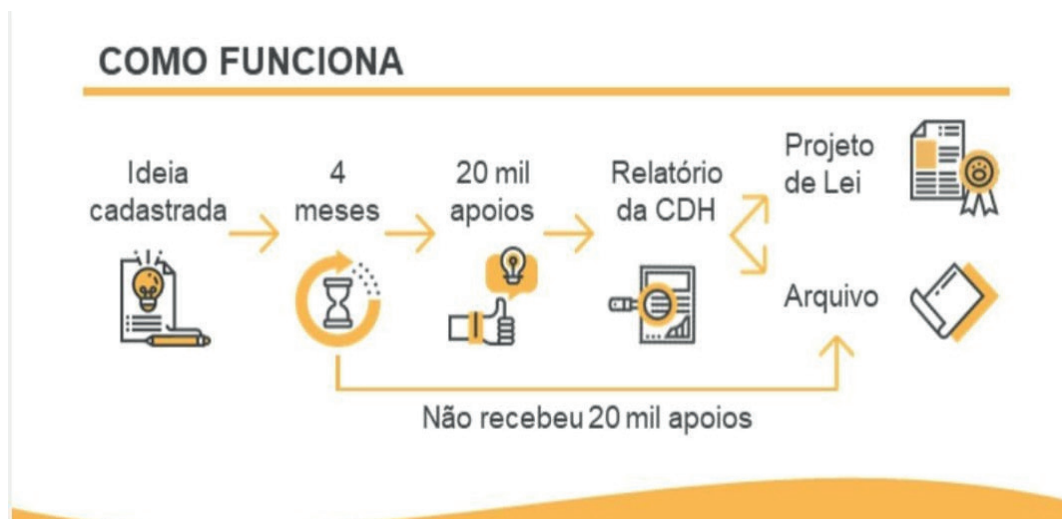 COMO FUNCIONA
Ideia
cadastrada
4
meses
20 mil
apoios
Relatório
da CDH
Projeto
de Lei
Arquivo
Não recebeu 20 mil apoios